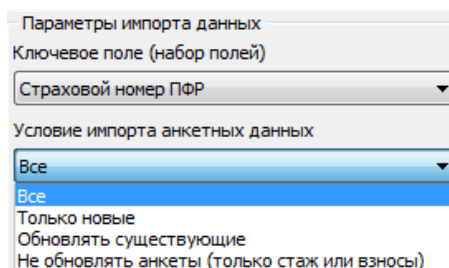 Параметры импорта данных
Ключевое поле (набор полей)
Страховой номер ПФР
Условие импорта анкетных данных
Все
Все
Только новые
Обновлять существующие
Не обновлять анкеты (только стаж или взносы)